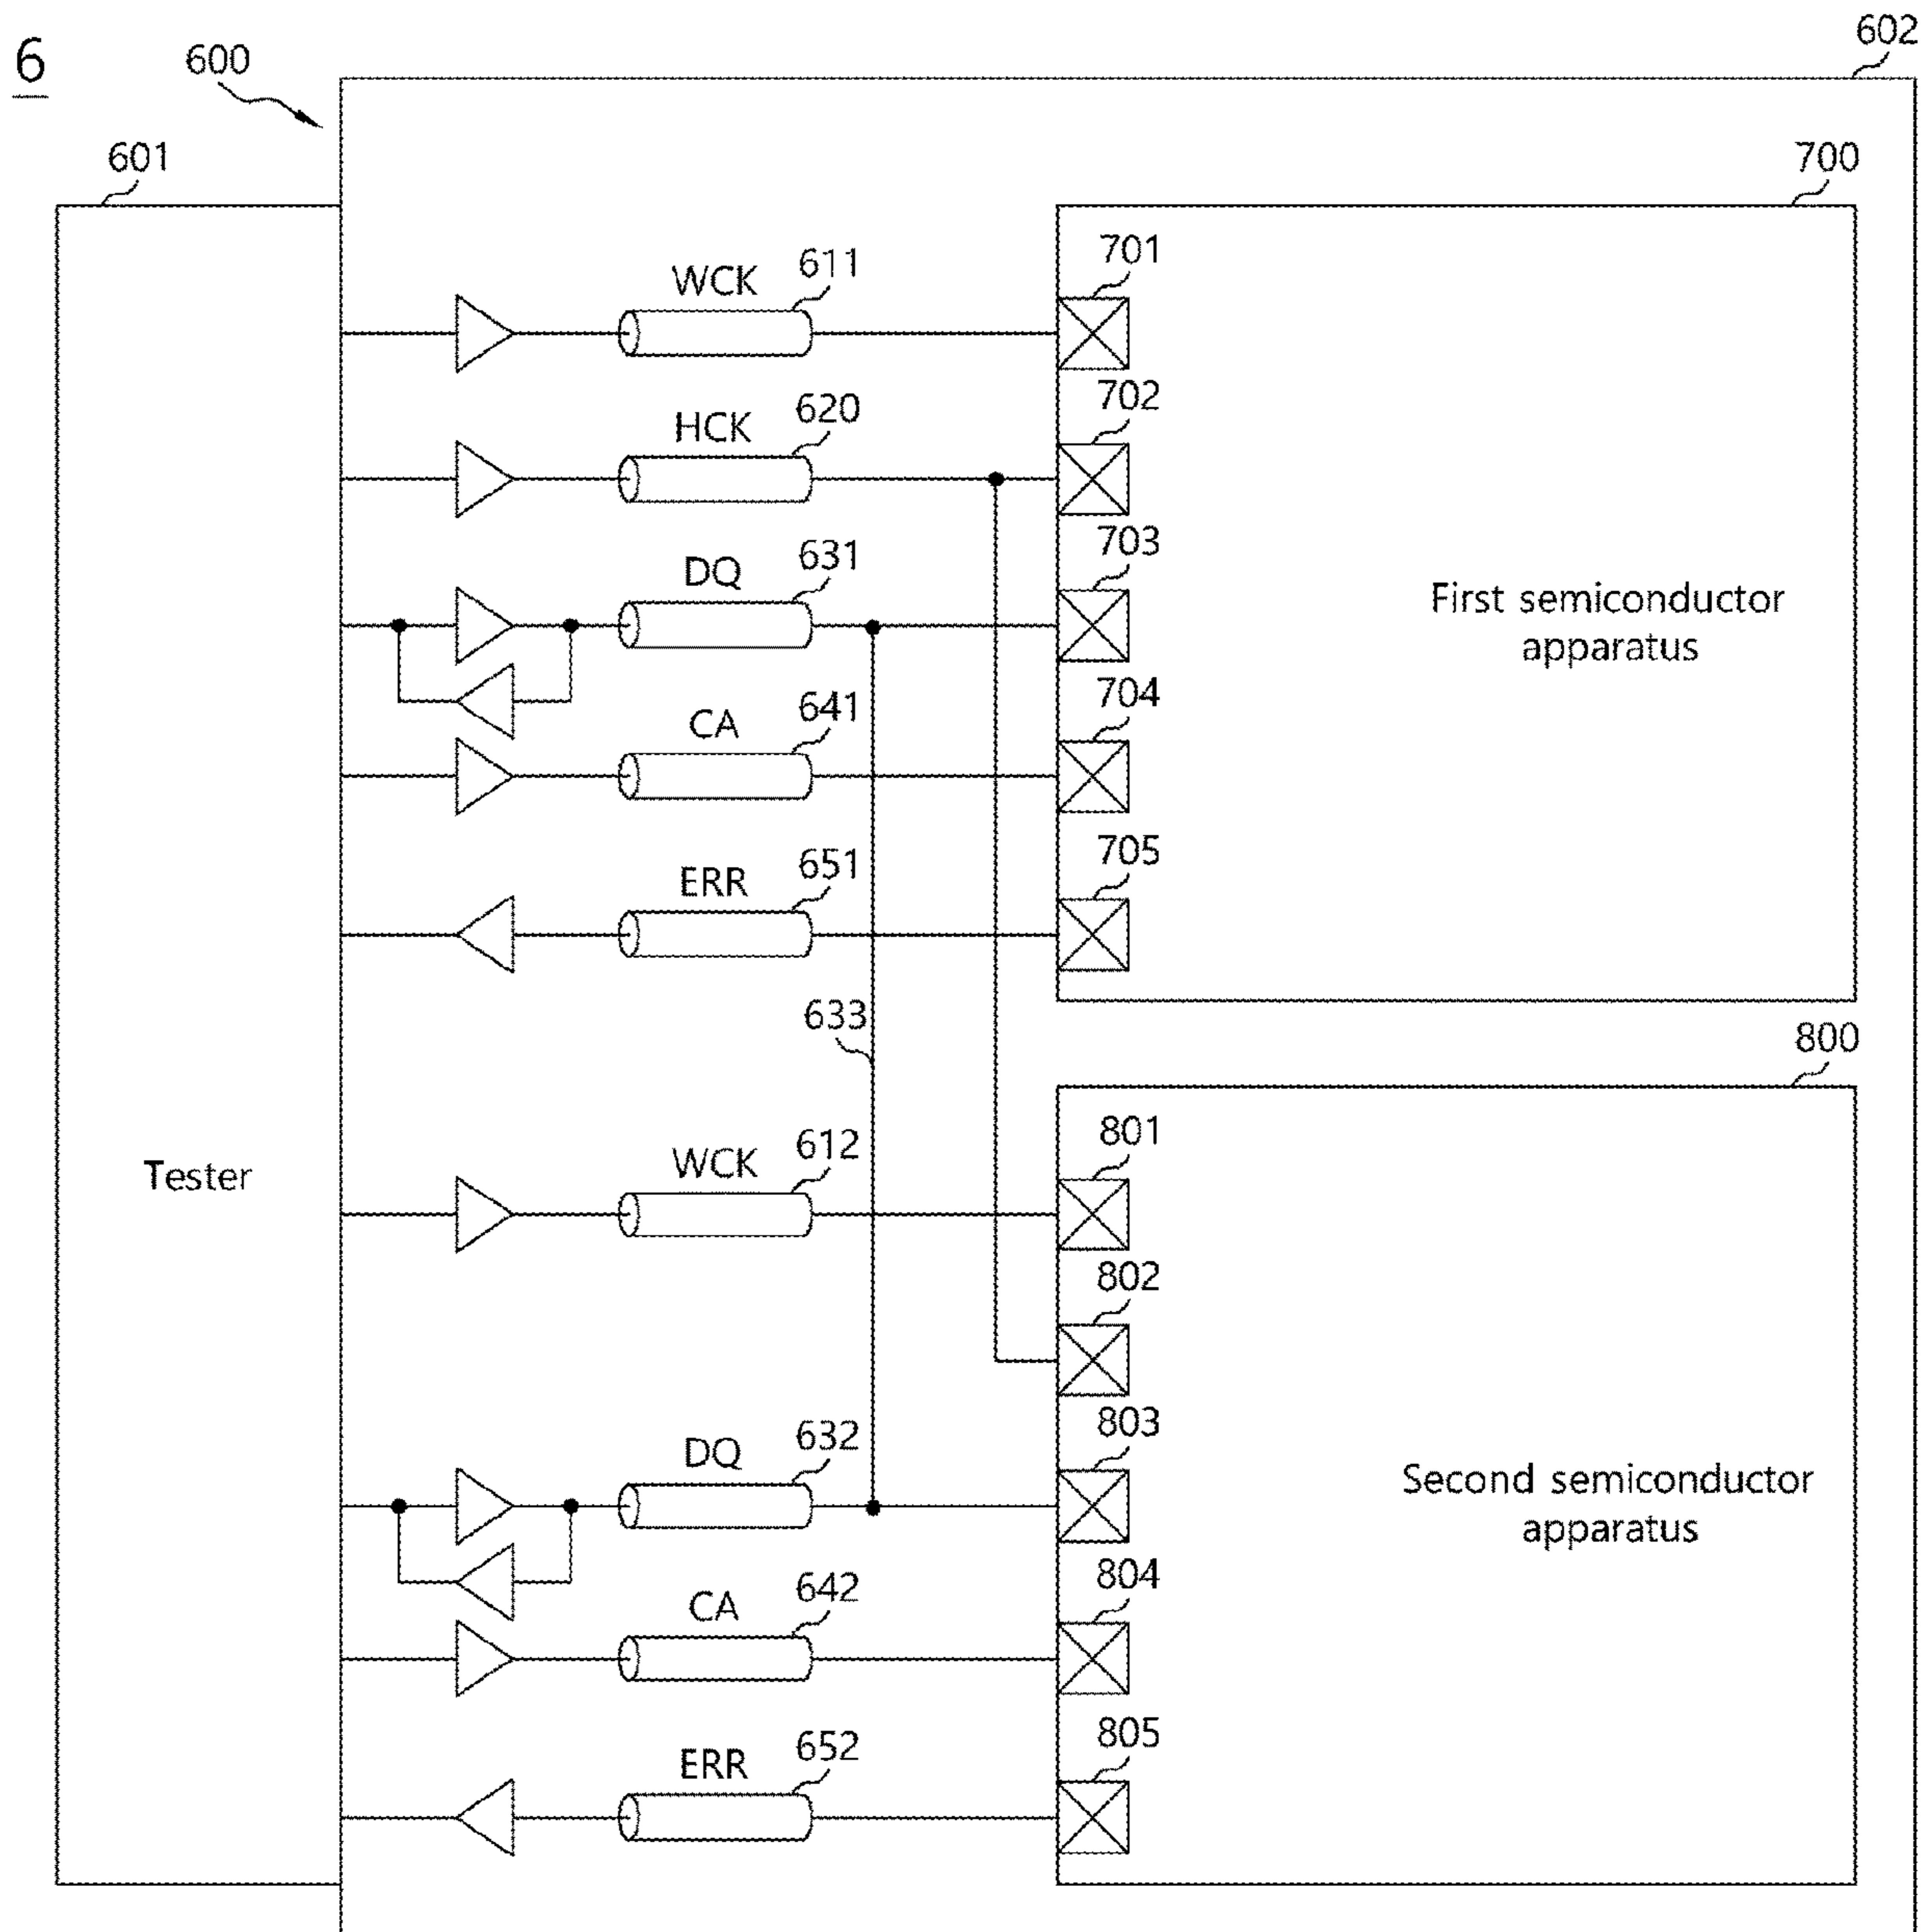 6
600
602
601
700
701
WCK
611
702
HCK
620
703
DQ
631
First semiconductor
apparatus
704
CA
641
705
ERR
651
633
800
801
Tester
WCK
612
802
803
DQ
632
Second semiconductor
apparatus
804
CA
642
805
ERR
652